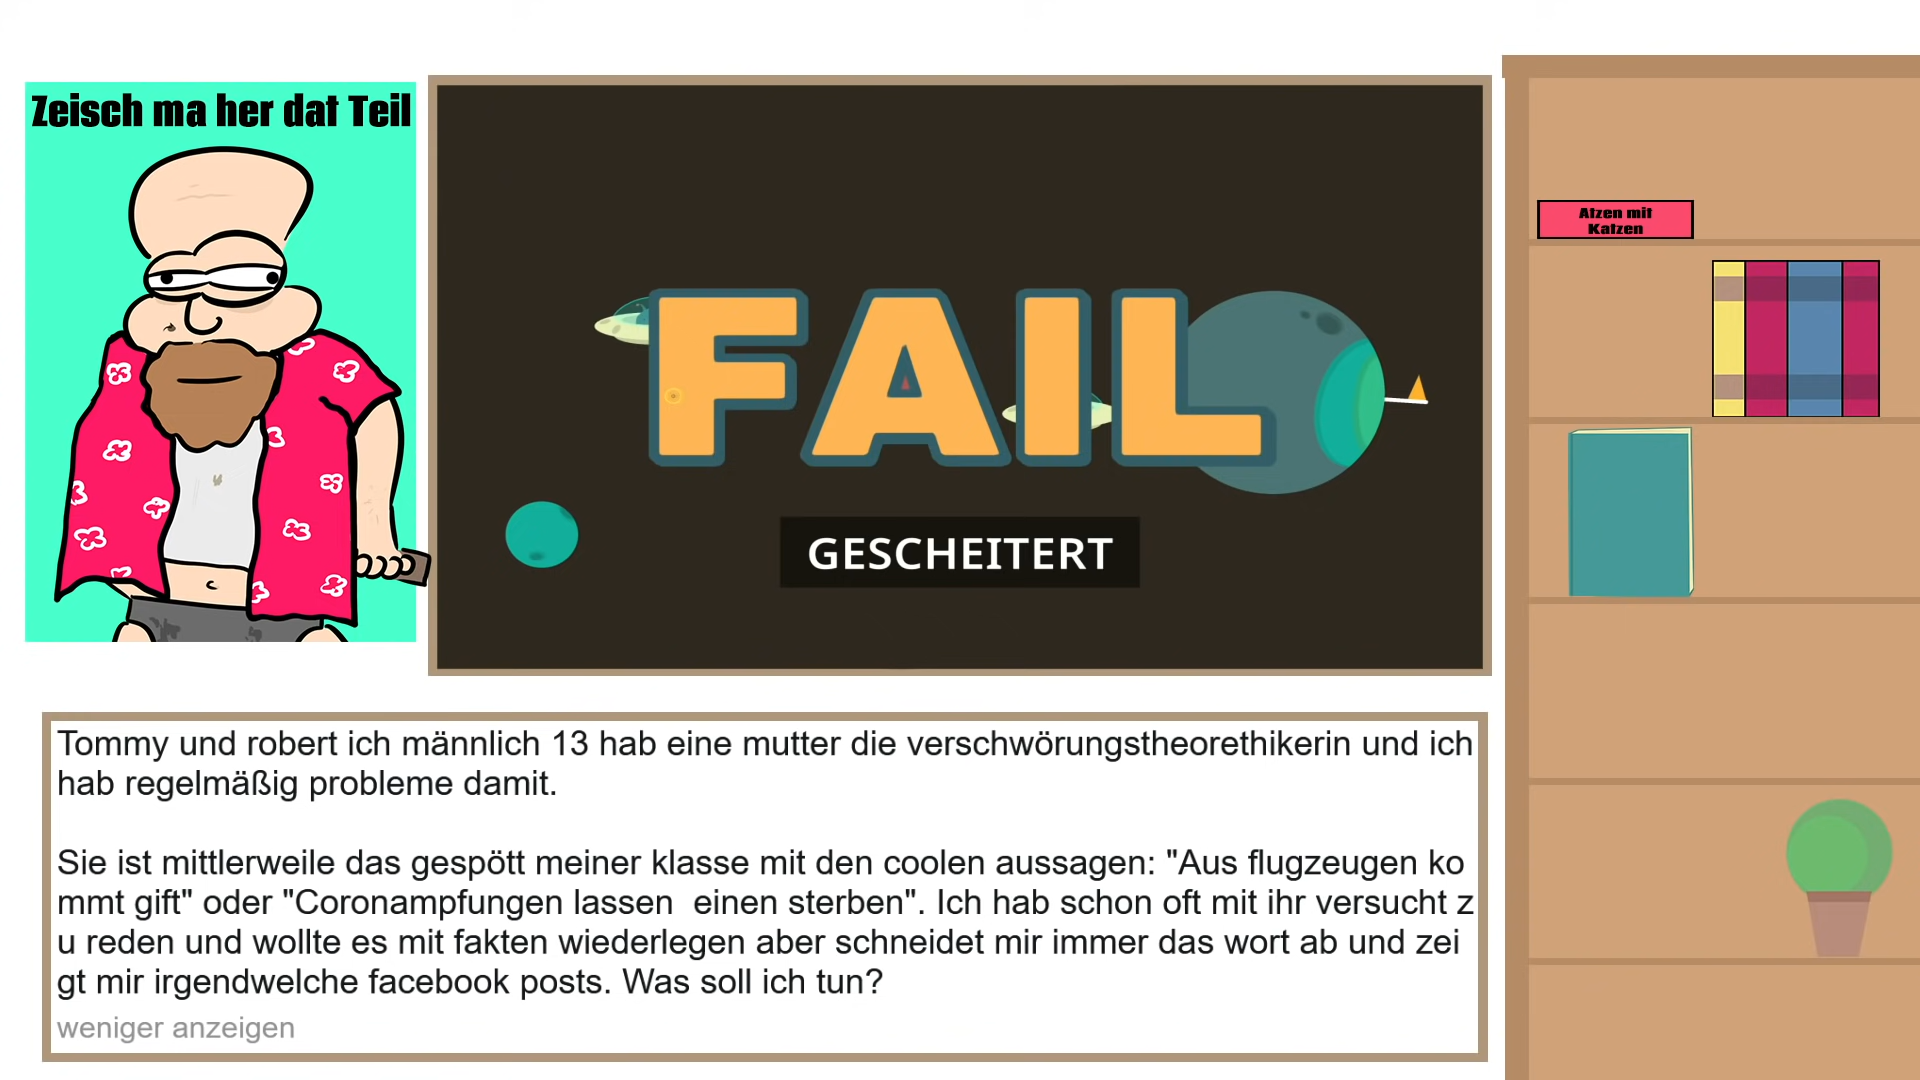 Zeisch ma her dat Teil
FAIL
GESCHEITERT
Atzen mit
Katzen
Tommy und robert ich männlich 13 hab eine mutter die verschwörungstheorethikerin und ich
hab regelmäßig probleme damit.
Sie ist mittlerweile das gespött meiner klasse mit den coolen aussagen: "Aus flugzeugen ko
mmt gift" oder "Coronampfungen lassen  einen sterben". Ich hab schon oft mit ihr versucht z
u reden und wollte es mit fakten wiederlegen aber schneidet mir immer das wort ab und zei
gt mir irgendwelche facebook posts. Was soll ich tun?
weniger anzeigen